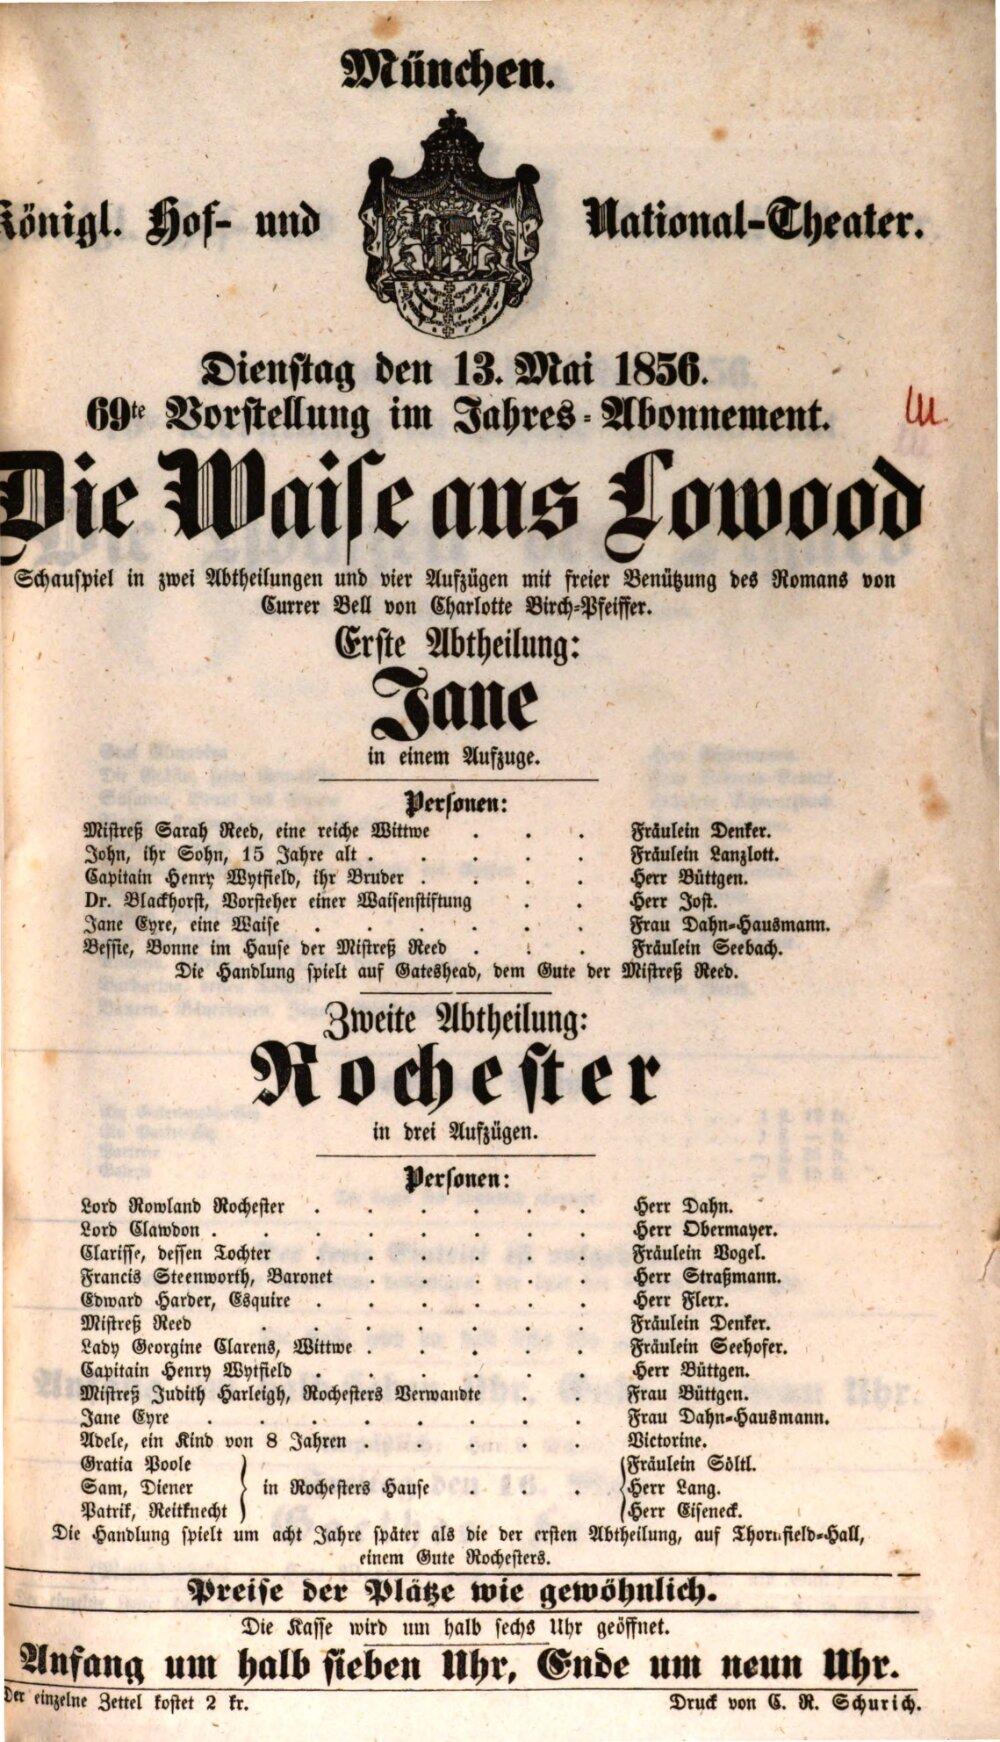 München.
Königl. Hof- und National-Theater.
Dienstag den 13. Mai 1856.
69te Vorstellung im Jahres-Abonnement.
Die Waise aus Lowood
Schauspiel in zwei Abtheilungen und vier Aufzügen mit freier Benützung des Romans von
Currer Bell von Charlotte Birch-Pfeiffer.
Erste Abtheilung:
Jane
in einem Aufzuge.
Personen:
Mistreß Sarah Reed, eine reiche Wittwe . . . Fräulein Denker.
John, ihr Sohn, 15 Jahre alt . . . . . Fräulein Lanzlott.
Capitain Henry Wytfield, ihr Bruder . . . . Herr Büttgen.
Dr. Blackhorst, Vorsteher einer Waisenstiftung . . Herr Jost.
Jane Eyre, eine Waise . . . . . . Frau Dahn-Hausmann.
Bessie, Bonne im Hause der Mistreß Reed . . . Fräulein Seebach.
Die Handlung spielt auf Gateshead, dem Gute der Mistreß Reed.
Zweite Abtheilung:
Rochester
in drei Aufzügen.
Personen:
Lord Rowland Rochester . . . . . . Herr Dahn.
Lord Clawdon . . . . . . . . Herr Obermayer.
Clarisse, dessen Tochter . . . . . . Fräulein Vogel.
Francis Steenworth, Baronet . . . . . Herr Straßmann.
Edward Harder, Esquire . . . . . . Herr Flerx.
Mistreß Reed . . . . . . . Fräulein Denker.
Lady Georgine Clarens, Wittwe . . . . . Fräulein Seehofer.
Capitain Henry Wytfield . . . . . . Herr Büttgen.
Mistreß Judith Harleigh, Rochesters Verwandte . . Frau Büttgen.
Jane Eyre . . . . . . . . Frau Dahn-Hausmann.
Adele, ein Kind von 8 Jahren . . . . . Victorine.
Gratia Poole Fräulein Söltl.
Sam, Diener } in Rochesters Hause . . . { Herr Lang.
Patrik, Reitknecht Herr Eiseneck.
Die Handlung spielt um acht Jahre später als die der ersten Abtheilung, auf Thornfield-Hall,
einem Gute Rochesters.
Preise der Plätze wie gewöhnlich.
Die Kasse wird um halb sechs Uhr geöffnet.
Anfang um halb sieben Uhr, Ende um neun Uhr.
Der einzelne Zettel kostet 2 kr. Druck von C. R. Schurich.